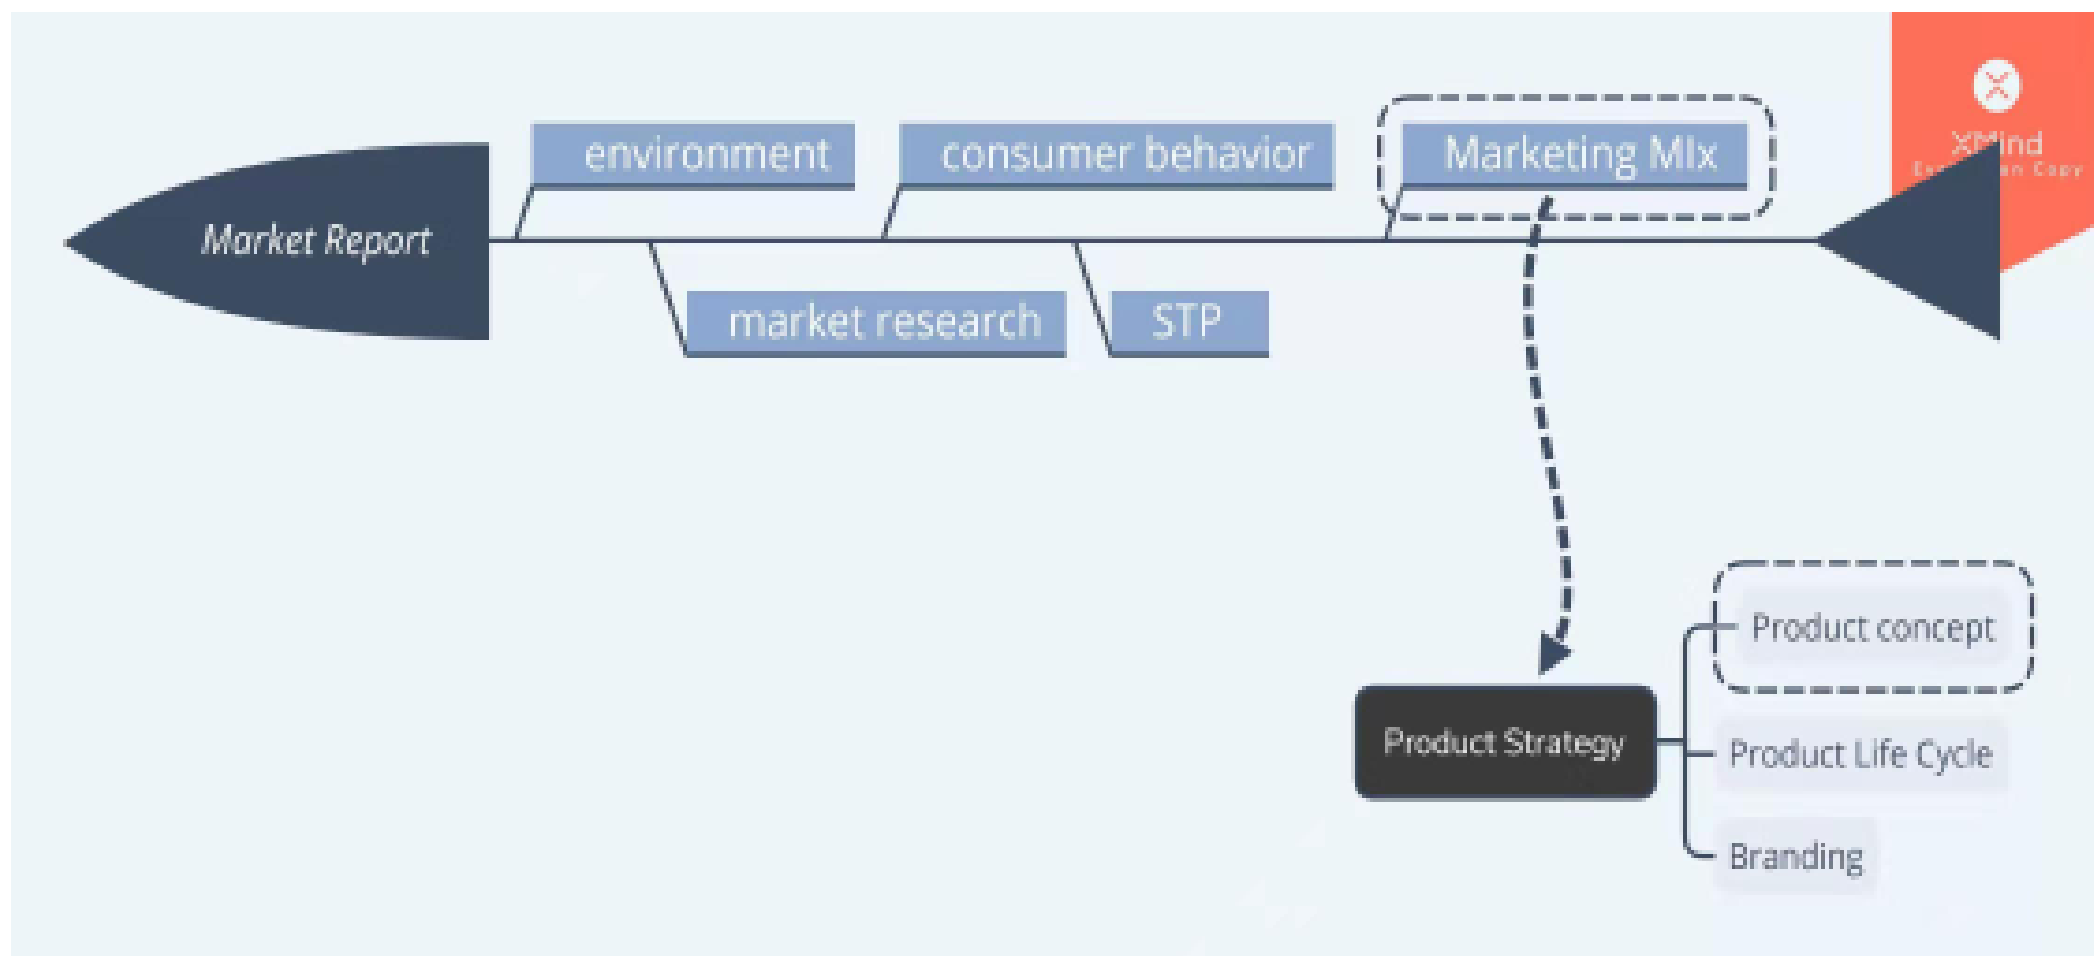 XMind
Copy
environment
consumer behavior
Marketing MIx
Market Report
market research
STP
Product concept
Product Strategy
Product Life Cycle
Branding